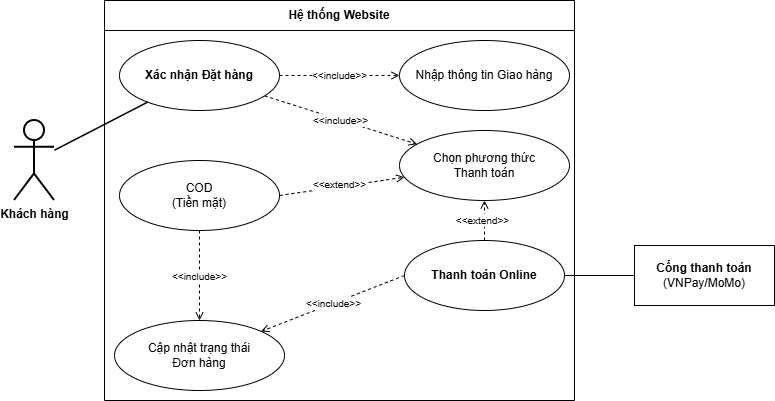 Hệ thống Website
Xác nhận Đặt hàng
<<include>>
Nhập thông tin Giao hàng
<<include>>
Chọn phương thức
Thanh toán
Khách hàng
COD
(Tiền mặt)
<<extend>>
<<extend>>
<<include>>
Thanh toán Online
Cổng thanh toán
(VNPay/MoMo)
<<include>>
Cập nhật trạng thái
Đơn hàng